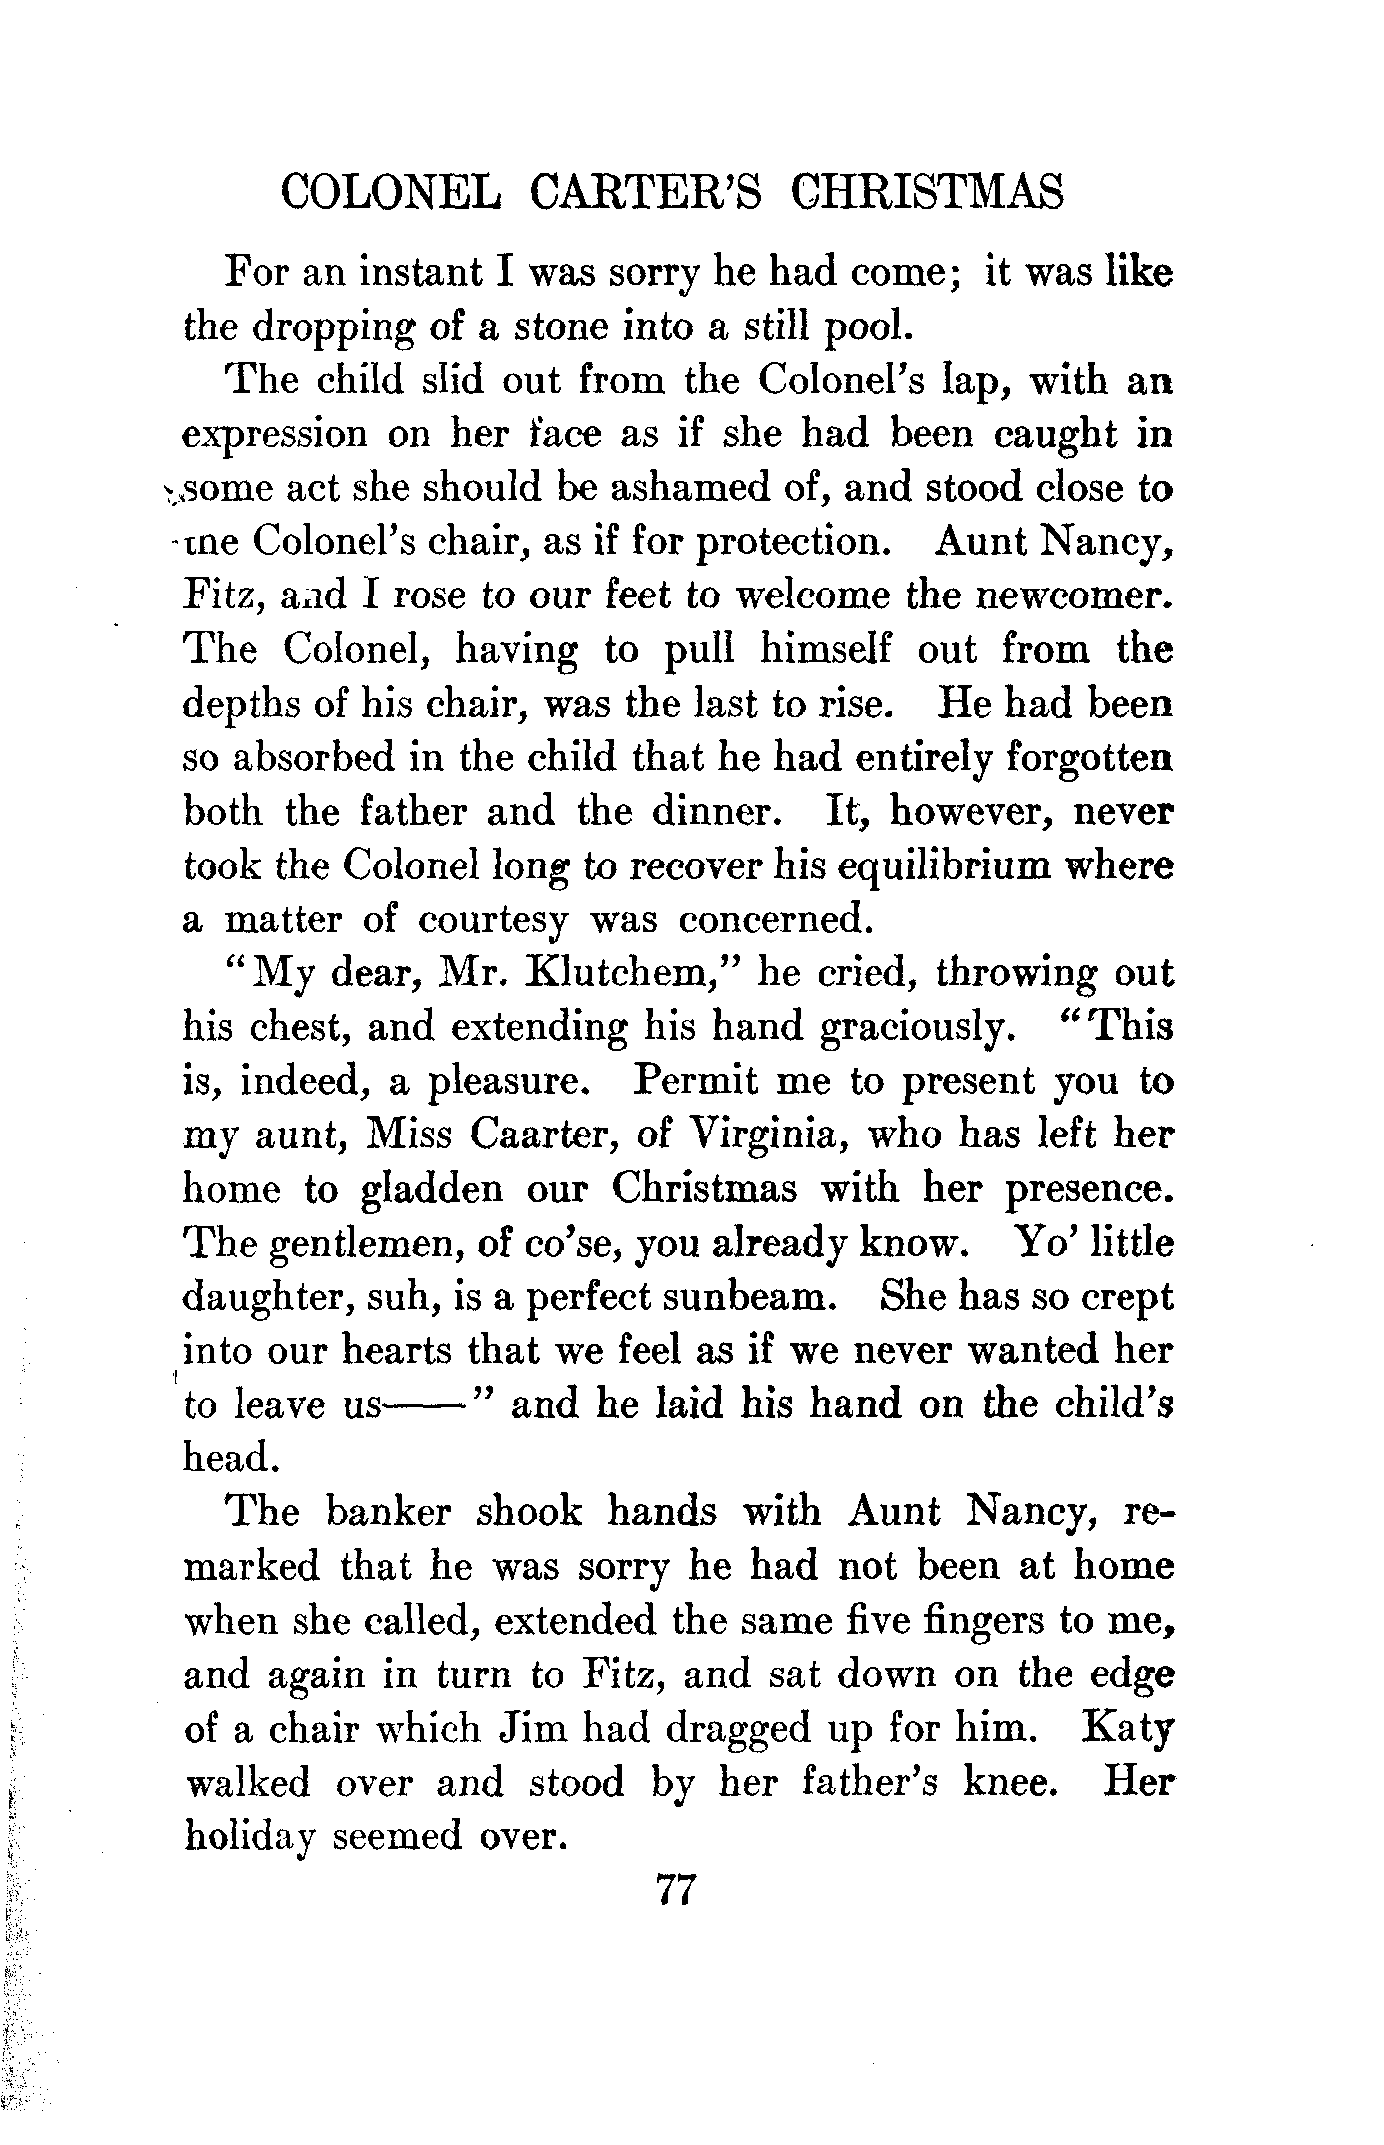 COLONEL CARTER'S CHRISTMAS
For an instant I was sorry he had come; it was like
the dropping of a stone into a still pool.
The child slid out from the Colonel's lap, with an
expression on her face as if she had been caught in
some act she should be ashamed of, and stood close to
the Colonel's chair, as if for protection. Aunt Nancy,
Fitz, and I rose to our feet to welcome the newcomer.
The Colonel, having to pull himself out from the
depths of his chair, was the last to rise. He had been
so absorbed in the child that he had entirely forgotten
both the father and the dinner. It, however, never
took the Colonel long to recover his equilibrium where
a matter of courtesy was concerned.
"My dear, Mr. Klutchem," he cried, throwing out
his chest, and extending his hand graciously. "This
is, indeed, a pleasure. Permit me to present you to
my aunt, Miss Caarter, of Virginia, who has left her
home to gladden our Christmas with her presence.
The gentlemen, of co'se, you already know. Yo' little
daughter, suh, is a perfect sunbeam. She has so crept
into our hearts that we feel as if we never wanted her
to leave us——" and he laid his hand on the child's
head.
The banker shook hands with Aunt Nancy, re-
marked that he was sorry he had not been at home
when she called, extended the same five fingers to me,
and again in turn to Fitz, and sat down on the edge
of a chair which Jim had dragged up for him. Katy
walked over and stood by her father's knee. Her
holiday seemed over.
77